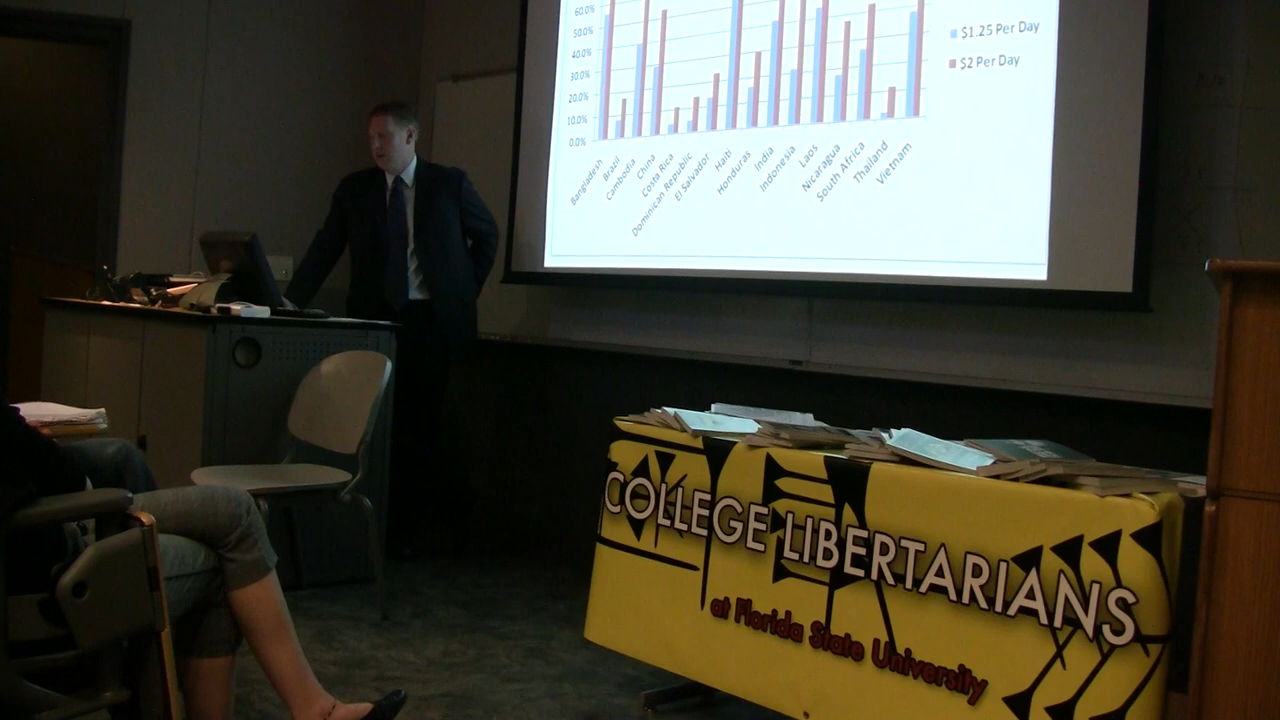 60.0%
50.0%
40.0%
30.0%
20.0%
10.0%
0.0%
Bangladesh
Brazil
Cambodia
China
Costa Rica
Dominican Republic
El Salvador
Haiti
Honduras
India
Indonesia
Laos
Nicaragua
South Africa
Thailand
Vietnam
$1.25 Per Day
$2 Per Day
COLLEGE LIBERTARIANS
at Florida State University